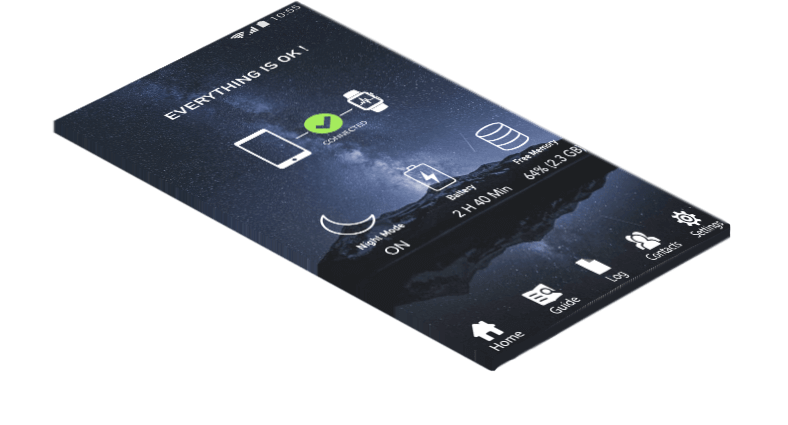 10:55
EVERYTHING IS OK !
CONNECTED
Night Mode
ON
Battery
2 H 40 Min
Free Memory
64% (2.3 GB
Home
Guide
Log
Contacts
Settings